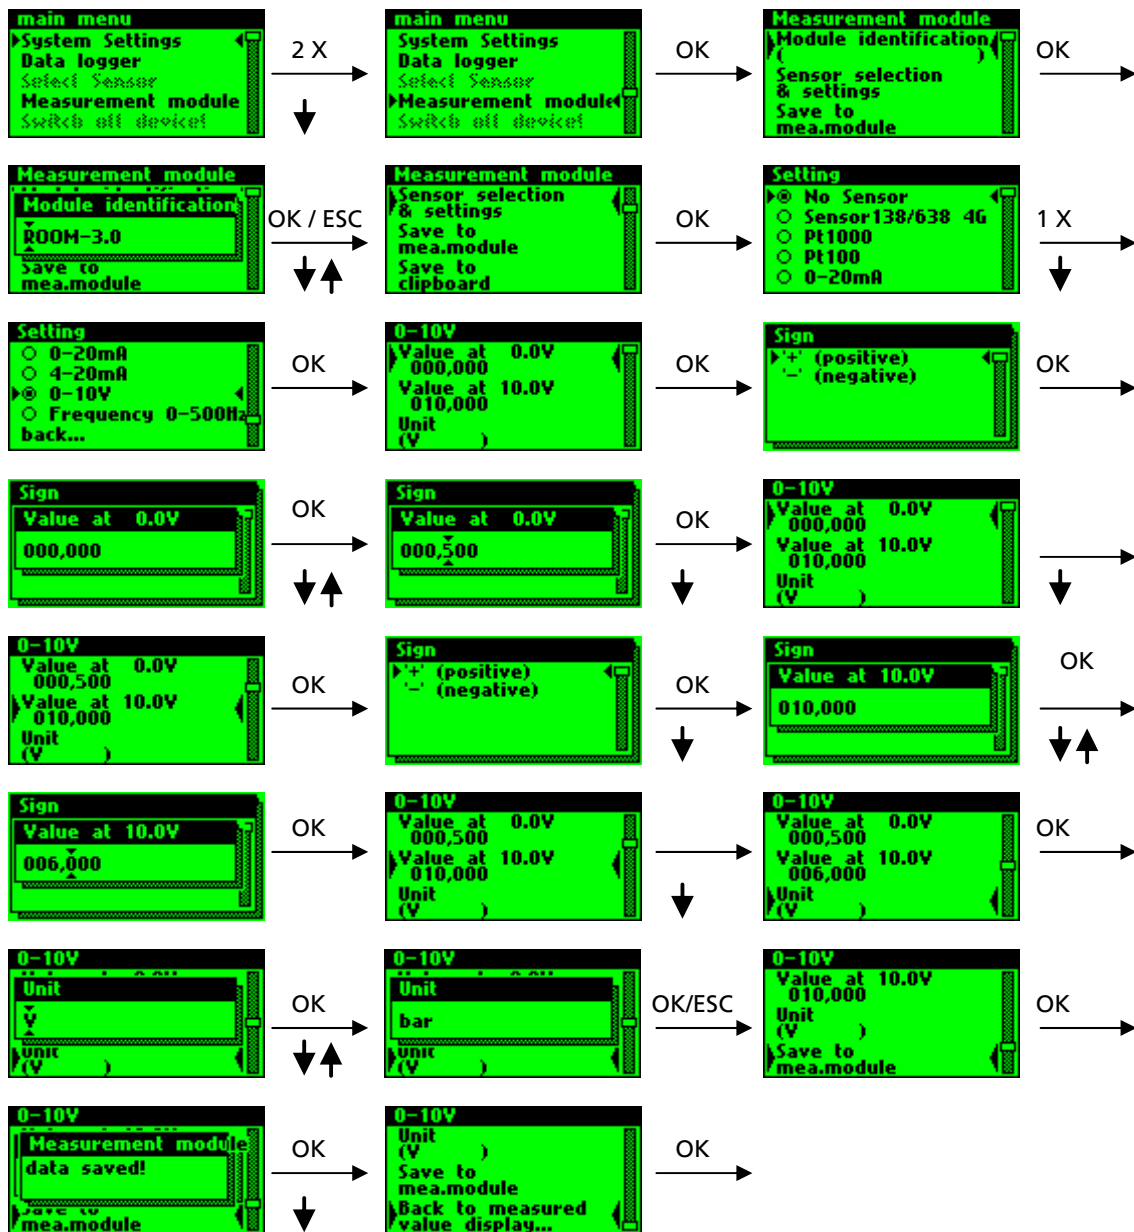 main menu
System Settings
Data logger
Select Sensor
Measurement module
Switch off device!
2 X
main menu
System Settings
Data logger
Select Sensor
Measurement module
Switch off device!
OK
Measurement module
Module identification
( )
Sensor selection
& settings
Save to
mea.module
OK
Measurement module
Module identification
ROOM-3.0
Save to
mea.module
OK / ESC
Measurement module
Sensor selection
& settings
Save to
mea.module
Save to
clipboard
OK
Setting
No Sensor
Sensor138/638 4G
Pt1000
Pt100
0-20mA
1 X
Setting
0-20mA
4-20mA
0-10V
Frequency 0-500Hz
back...
OK
0-10V
Value at 0.0V
000,000
Value at 10.0V
010,000
Unit
(V )
OK
Sign
'+' (positive)
'-' (negative)
OK
Sign
Value at 0.0V
000,000
OK
Sign
Value at 0.0V
000,500
OK
0-10V
Value at 0.0V
000,000
Value at 10.0V
010,000
Unit
(V )
0-10V
Value at 0.0V
000,500
Value at 10.0V
010,000
Unit
(V )
OK
Sign
'+' (positive)
'-' (negative)
OK
Sign
Value at 10.0V
010,000
OK
Sign
Value at 10.0V
006,000
OK
0-10V
Value at 0.0V
000,500
Value at 10.0V
010,000
Unit
(V )
0-10V
Value at 0.0V
000,500
Value at 10.0V
006,000
Unit
(V )
OK
0-10V
Unit
V
Unit
(V )
OK
0-10V
Unit
bar
Unit
(V )
OK/ESC
0-10V
Value at 10.0V
010,000
Unit
(V )
Save to
mea.module
OK
0-10V
Measurement module
data saved!
Save to
mea.module
OK
0-10V
Unit
(V )
Save to
mea.module
Back to measured
value display...
OK